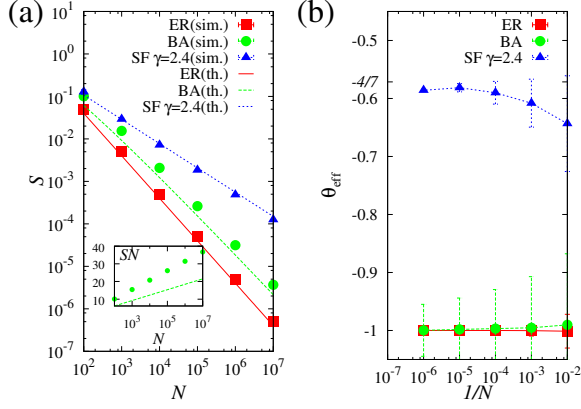 (a)
10^1
10^0
10^-1
10^-2
10^-3
10^-4
10^-5
10^-6
10^-7
S
ER(sim.)
BA(sim.)
SF γ=2.4(sim.)
ER(th.)
BA(th.)
SF γ=2.4(th.)
SN
40
30
20
10
10^3 10^5 10^7
N
10^2 10^3 10^4 10^5 10^6 10^7
N
(b)
-0.5
-4/7
-0.6
-0.7
-0.8
-0.9
-1
θeff
ER
BA
SF γ=2.4
10^-7 10^-6 10^-5 10^-4 10^-3 10^-2
1/N